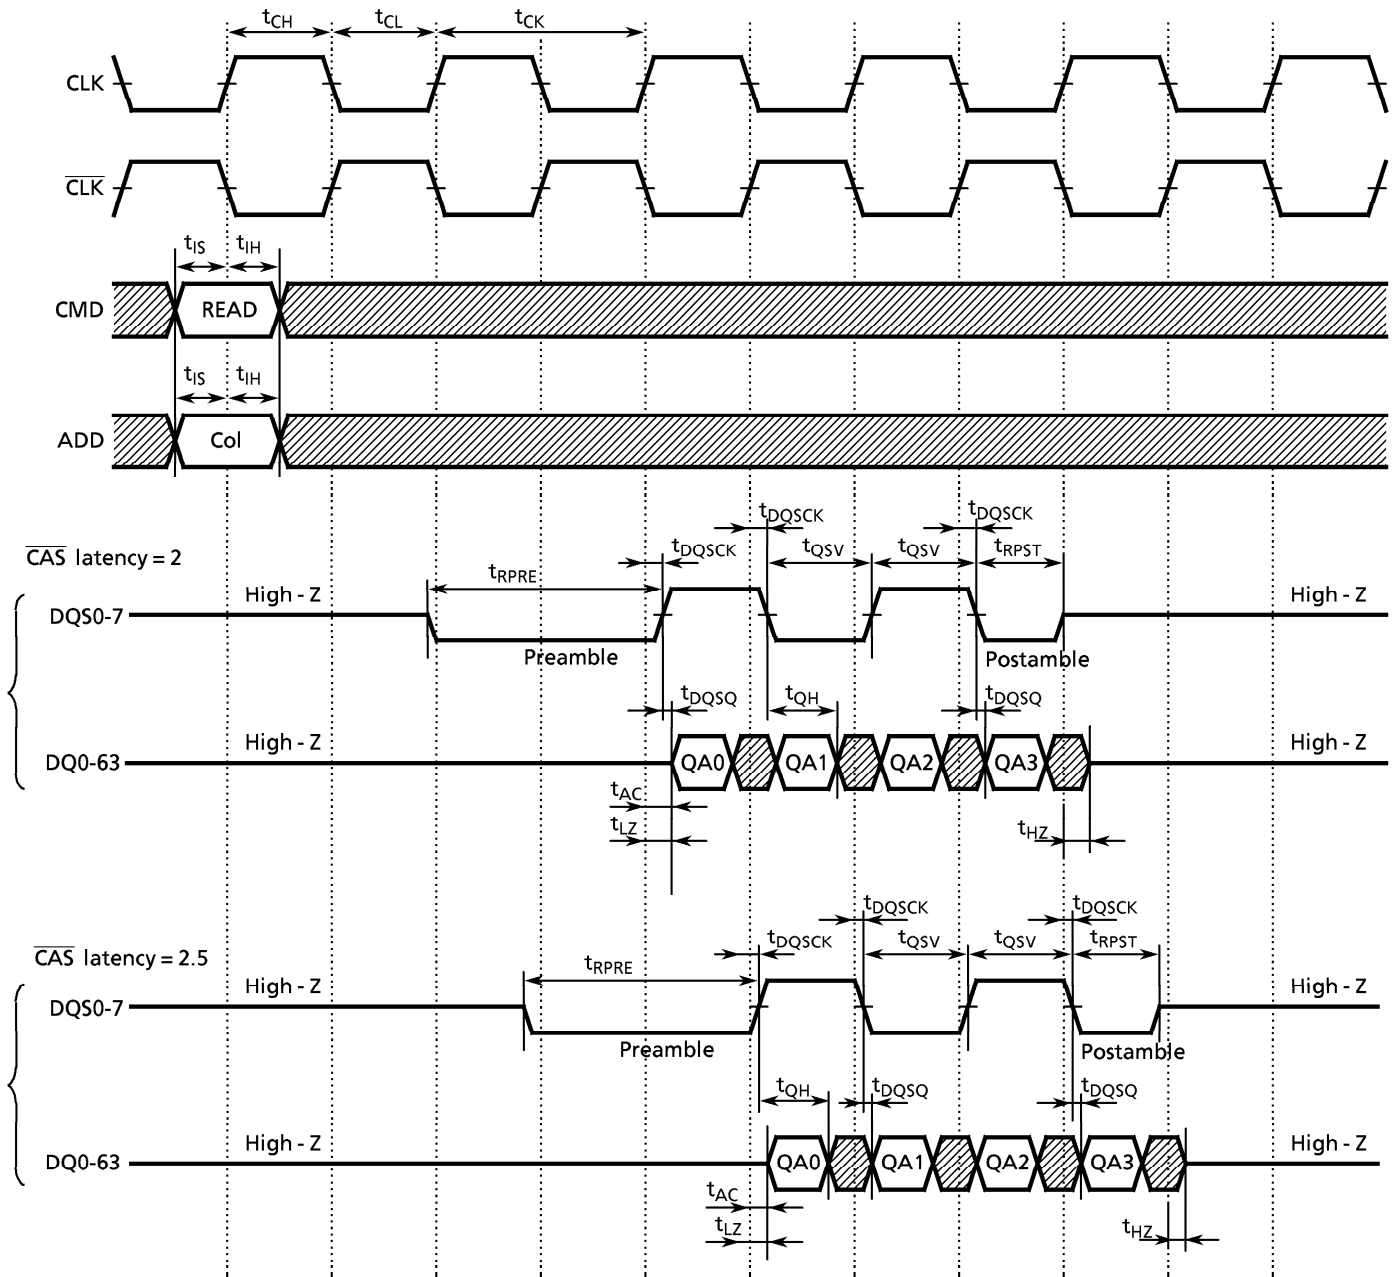 tCH tCL tCK
CLK
CLK
tIS tIH
CMD READ
tIS tIH
ADD Col
tDQSCK tDQSCK
CAS latency = 2 tDQSCK tQSV tQSV tRPST
tRPRE
High - Z High - Z
DQS0-7
Preamble Postamble
tDQSQ tQH tDQSQ
High - Z High - Z
DQ0-63 QA0 QA1 QA2 QA3
tAC
tLZ tHZ
tDQSCK tDQSCK
CAS latency = 2.5 tDQSCK tQSV tQSV tRPST
tRPRE
High - Z High - Z
DQS0-7
Preamble Postamble
tQH tDQSQ tDQSQ
High - Z High - Z
DQ0-63 QA0 QA1 QA2 QA3
tAC
tLZ tHZ